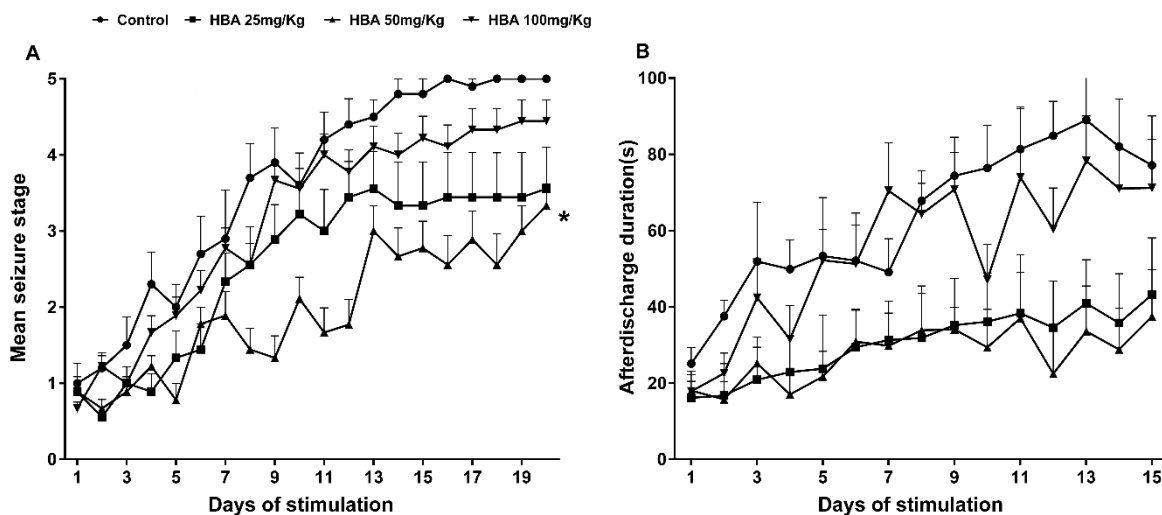 Control HBA 25mg/Kg HBA 50mg/Kg HBA 100mg/Kg
A
Mean seizure stage
5
4
3
2
1
0
1 3 5 7 9 11 13 15 17 19
Days of stimulation
*
B
Afterdischarge duration(s)
100
80
60
40
20
0
1 3 5 7 9 11 13 15
Days of stimulation